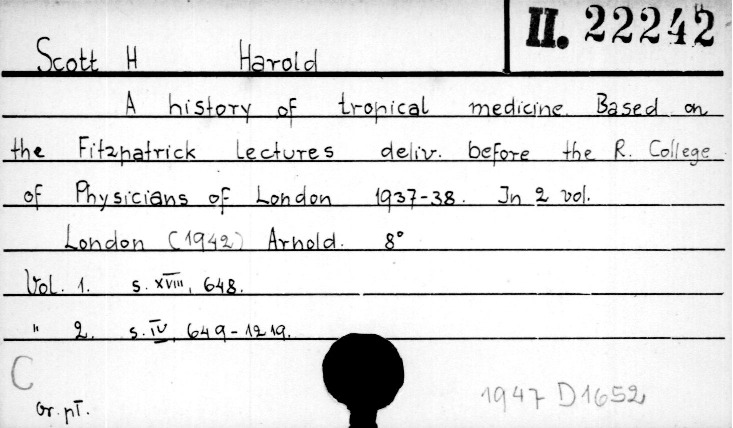 II. 22242
Scott H Harold
A history of tropical medicine. Based on
the Fitzpatrick Lectures deliv. before the R. College
of Physicians of London 1937-38. In 2 vol.
London (1942) Arnold. 8°
Vol. 1. s. XVIII, 648.
" 2. s. IV, 649-1219.
C
1947 D1652
Gr. pł.